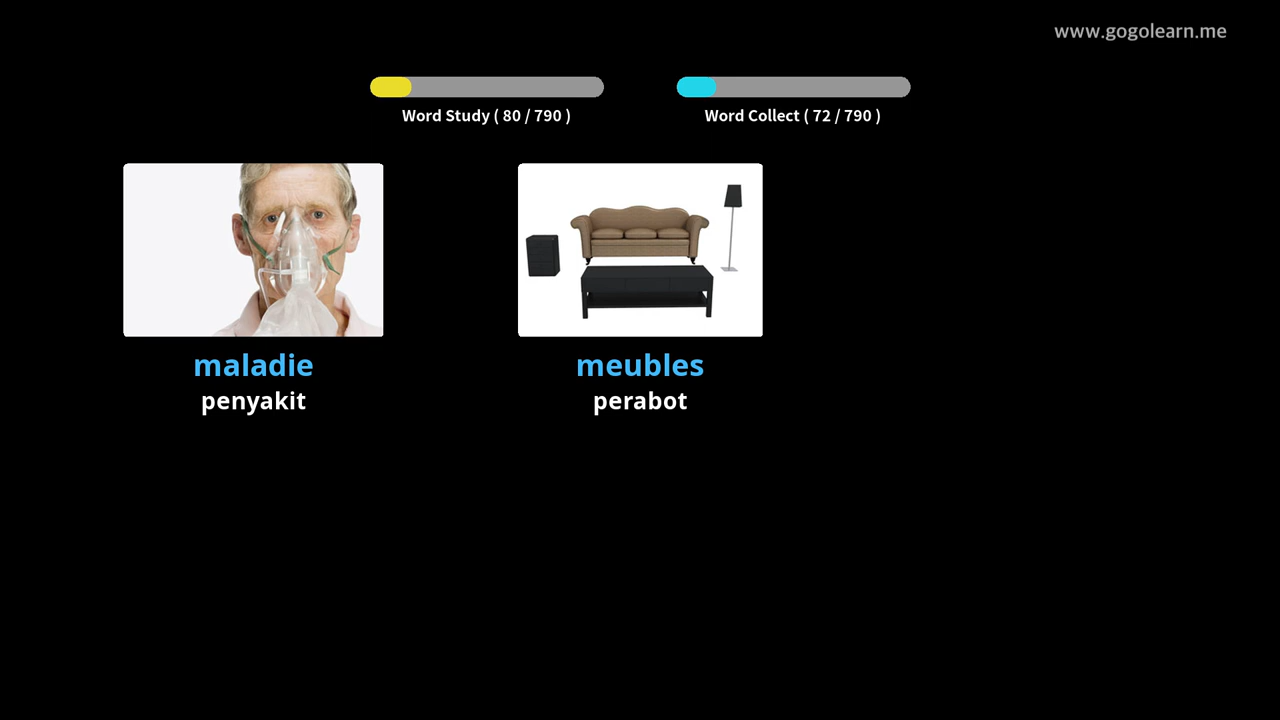 www.gogolearn.me
Word Study ( 80 / 790 )
Word Collect ( 72 / 790 )
maladie
penyakit
meubles
perabot